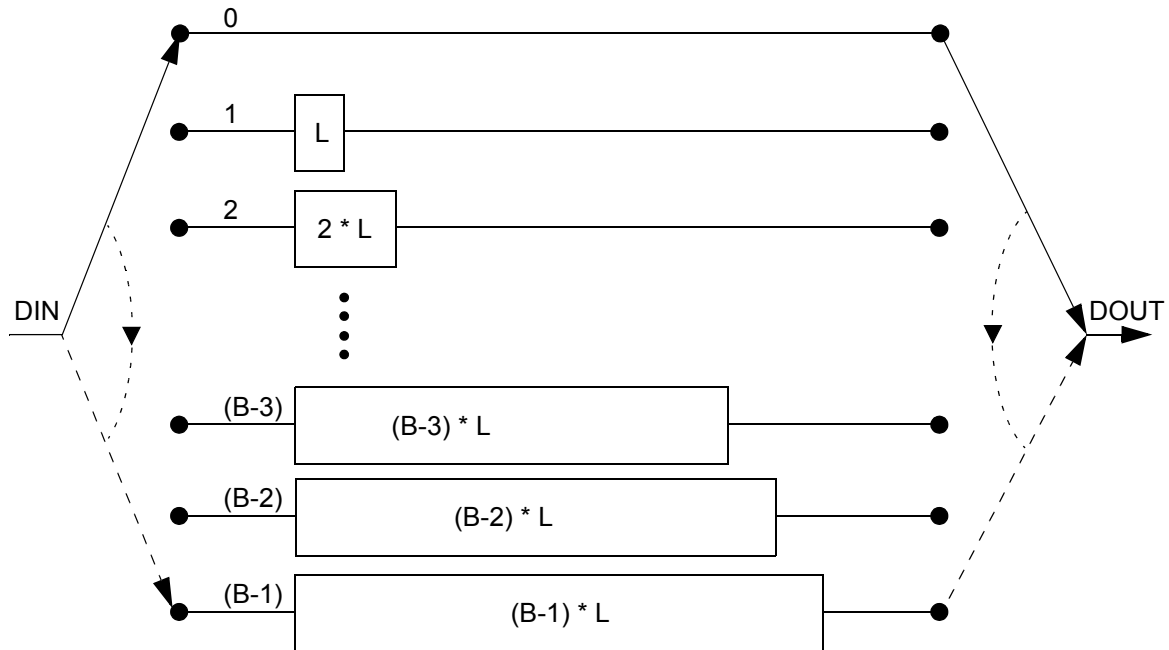 0
1
L
2
2 * L
DIN
DOUT
(B-3)
(B-3) * L
(B-2)
(B-2) * L
(B-1)
(B-1) * L